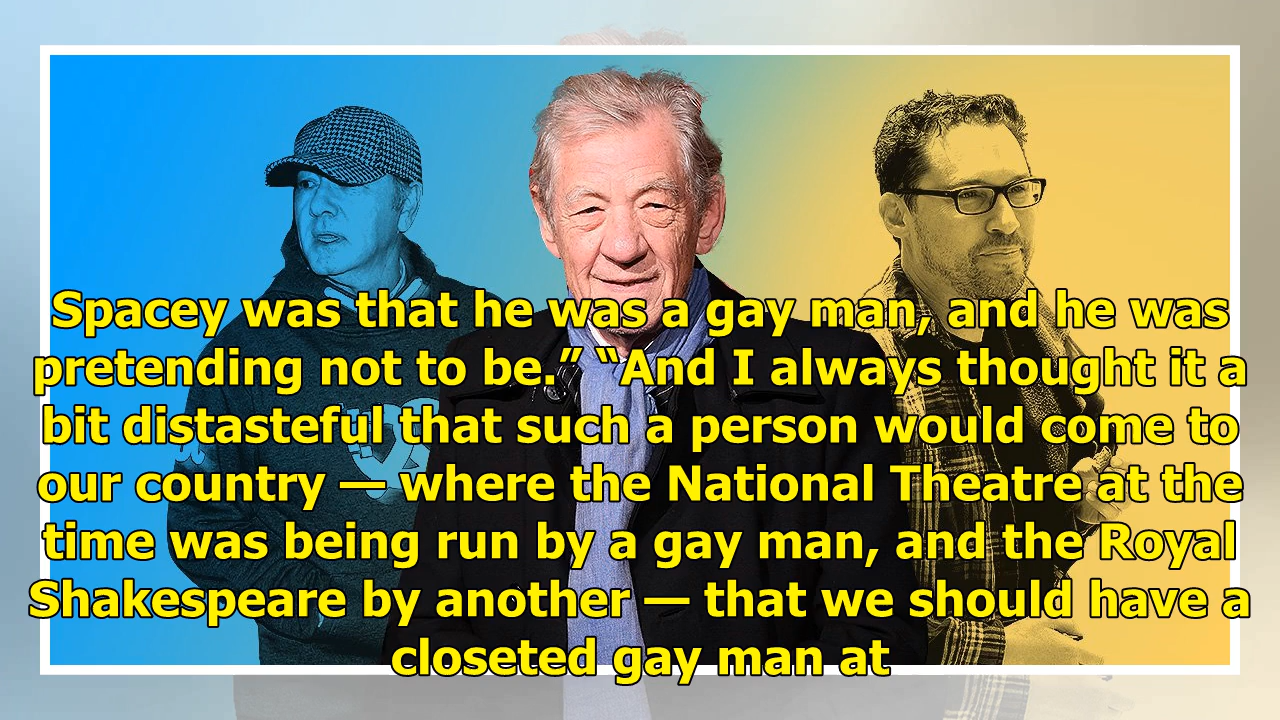 Spacey was that he was a gay man, and he was
pretending not to be.” “And I always thought it a
bit distasteful that such a person would come to
our country — where the National Theatre at the
time was being run by a gay man, and the Royal
Shakespeare by another — that we should have a
closeted gay man at